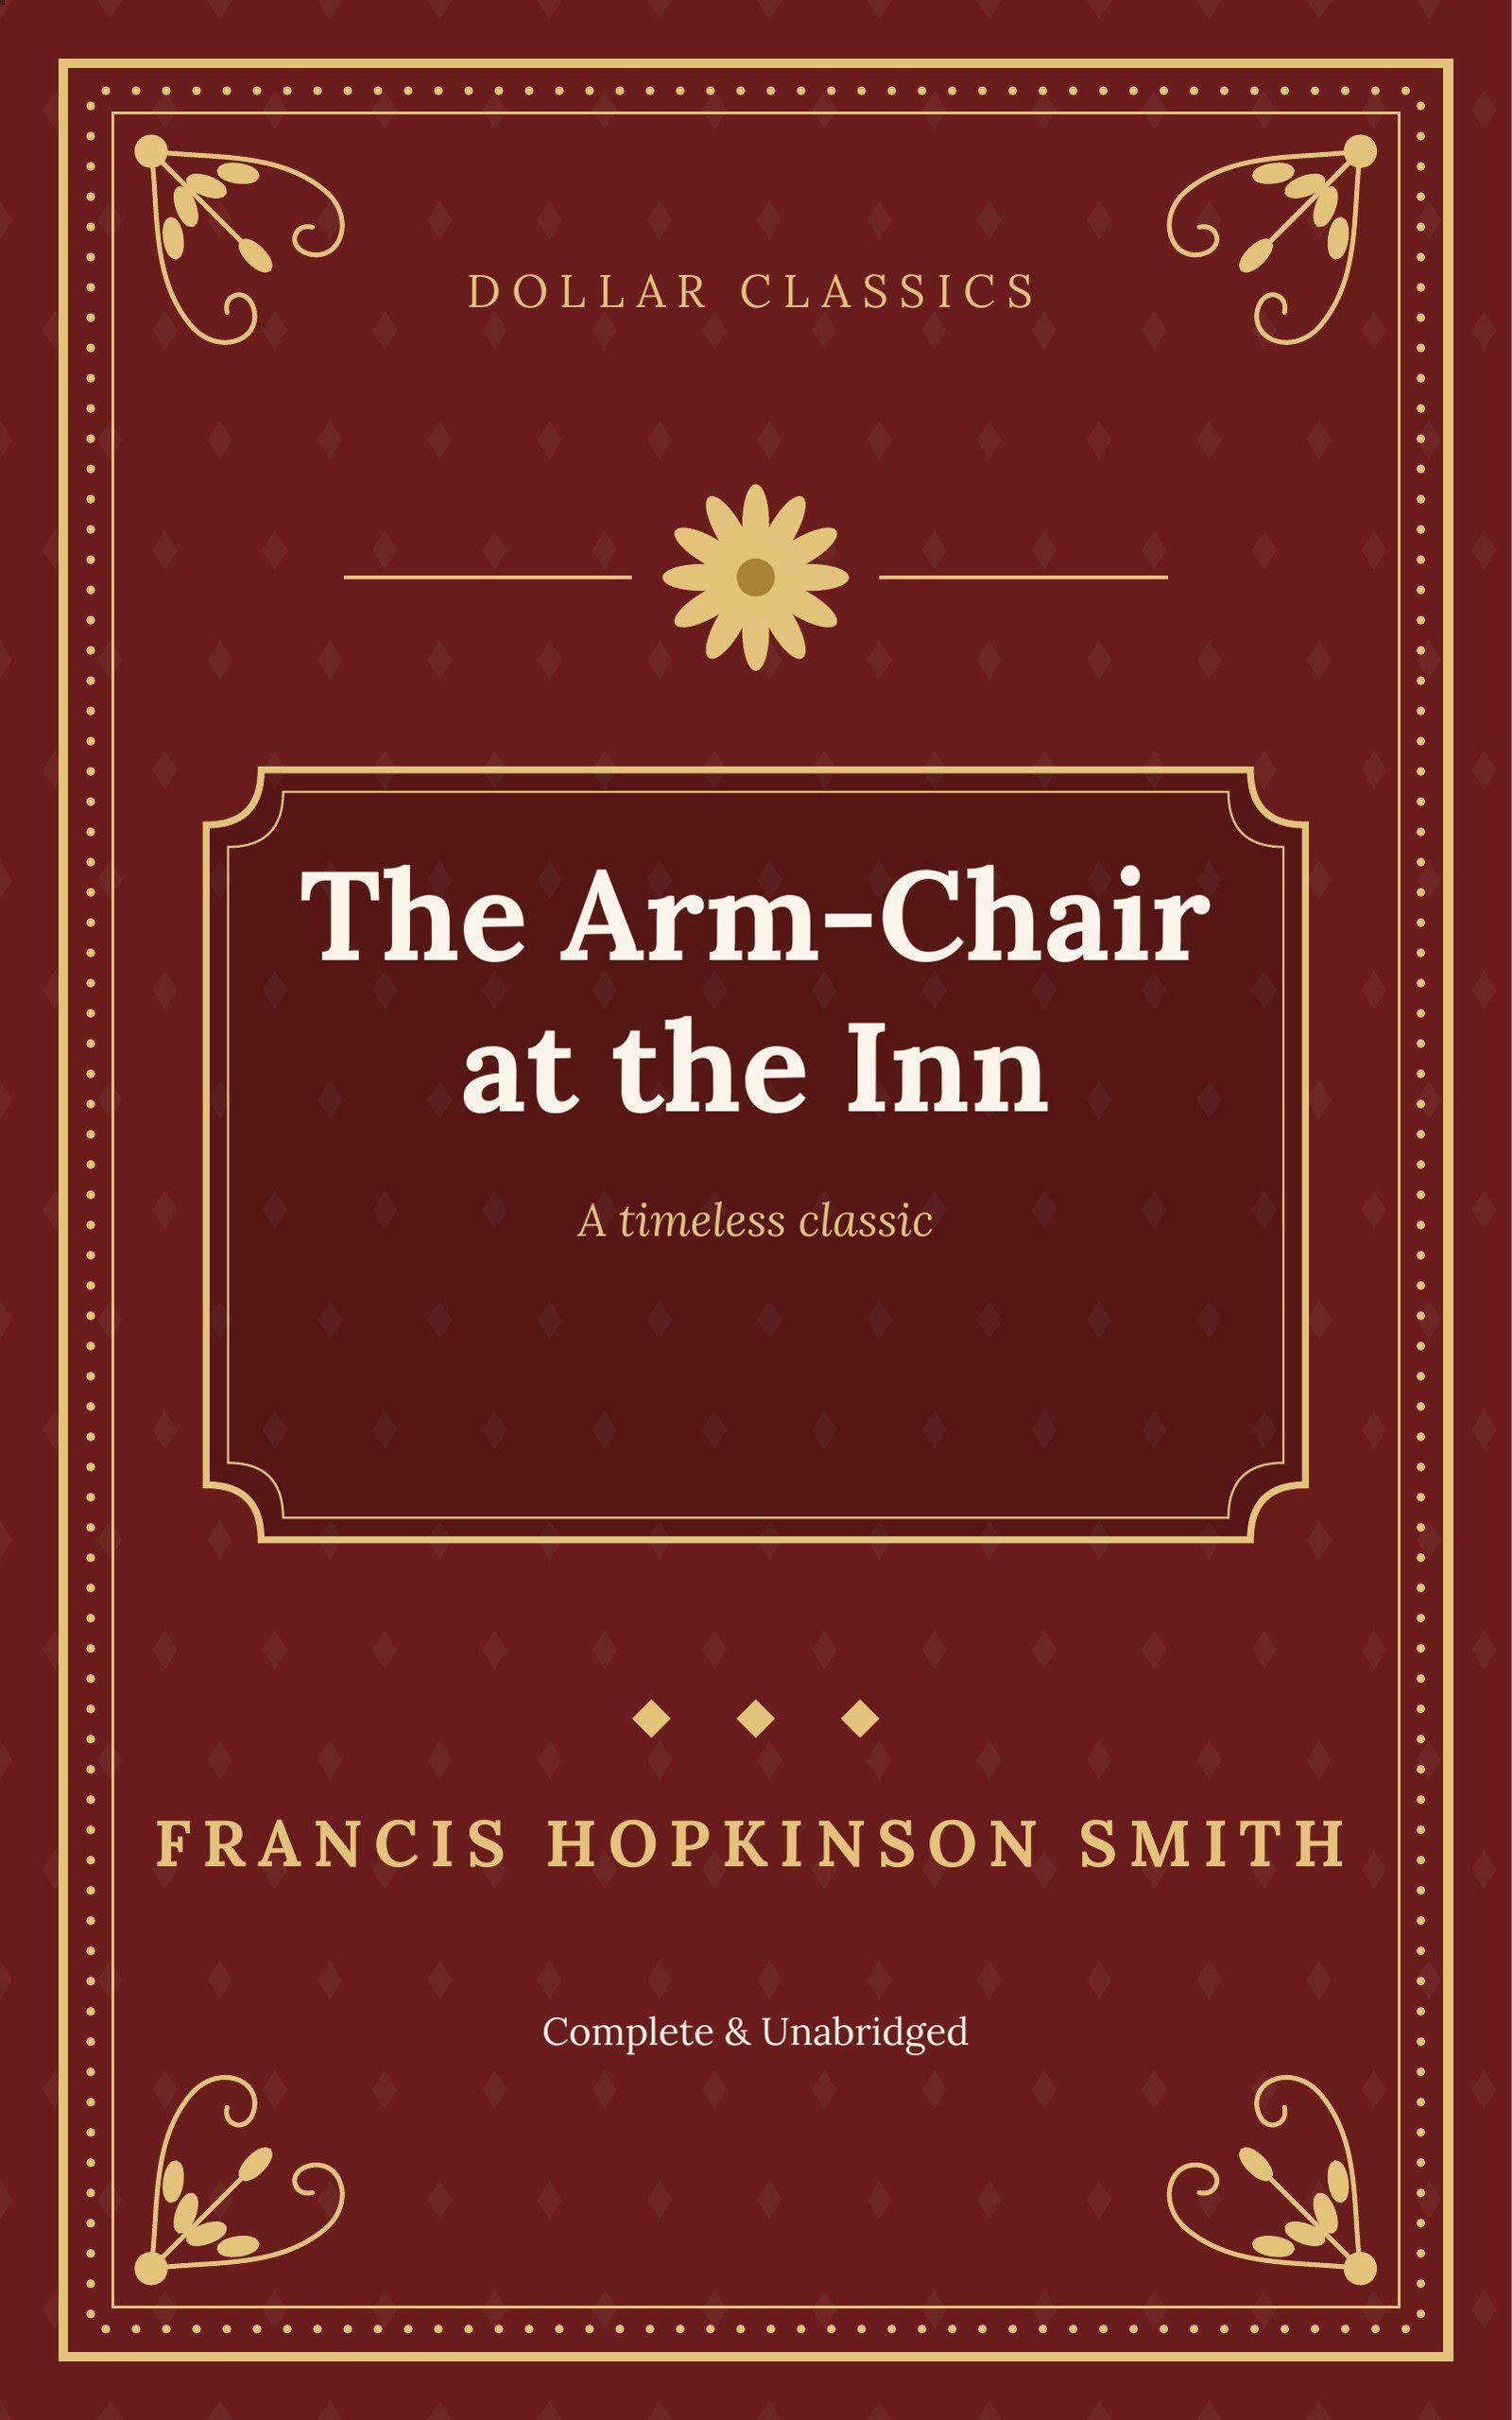 DOLLAR CLASSICS
The Arm-Chair
at the Inn
A timeless classic
FRANCIS HOPKINSON SMITH
Complete & Unabridged